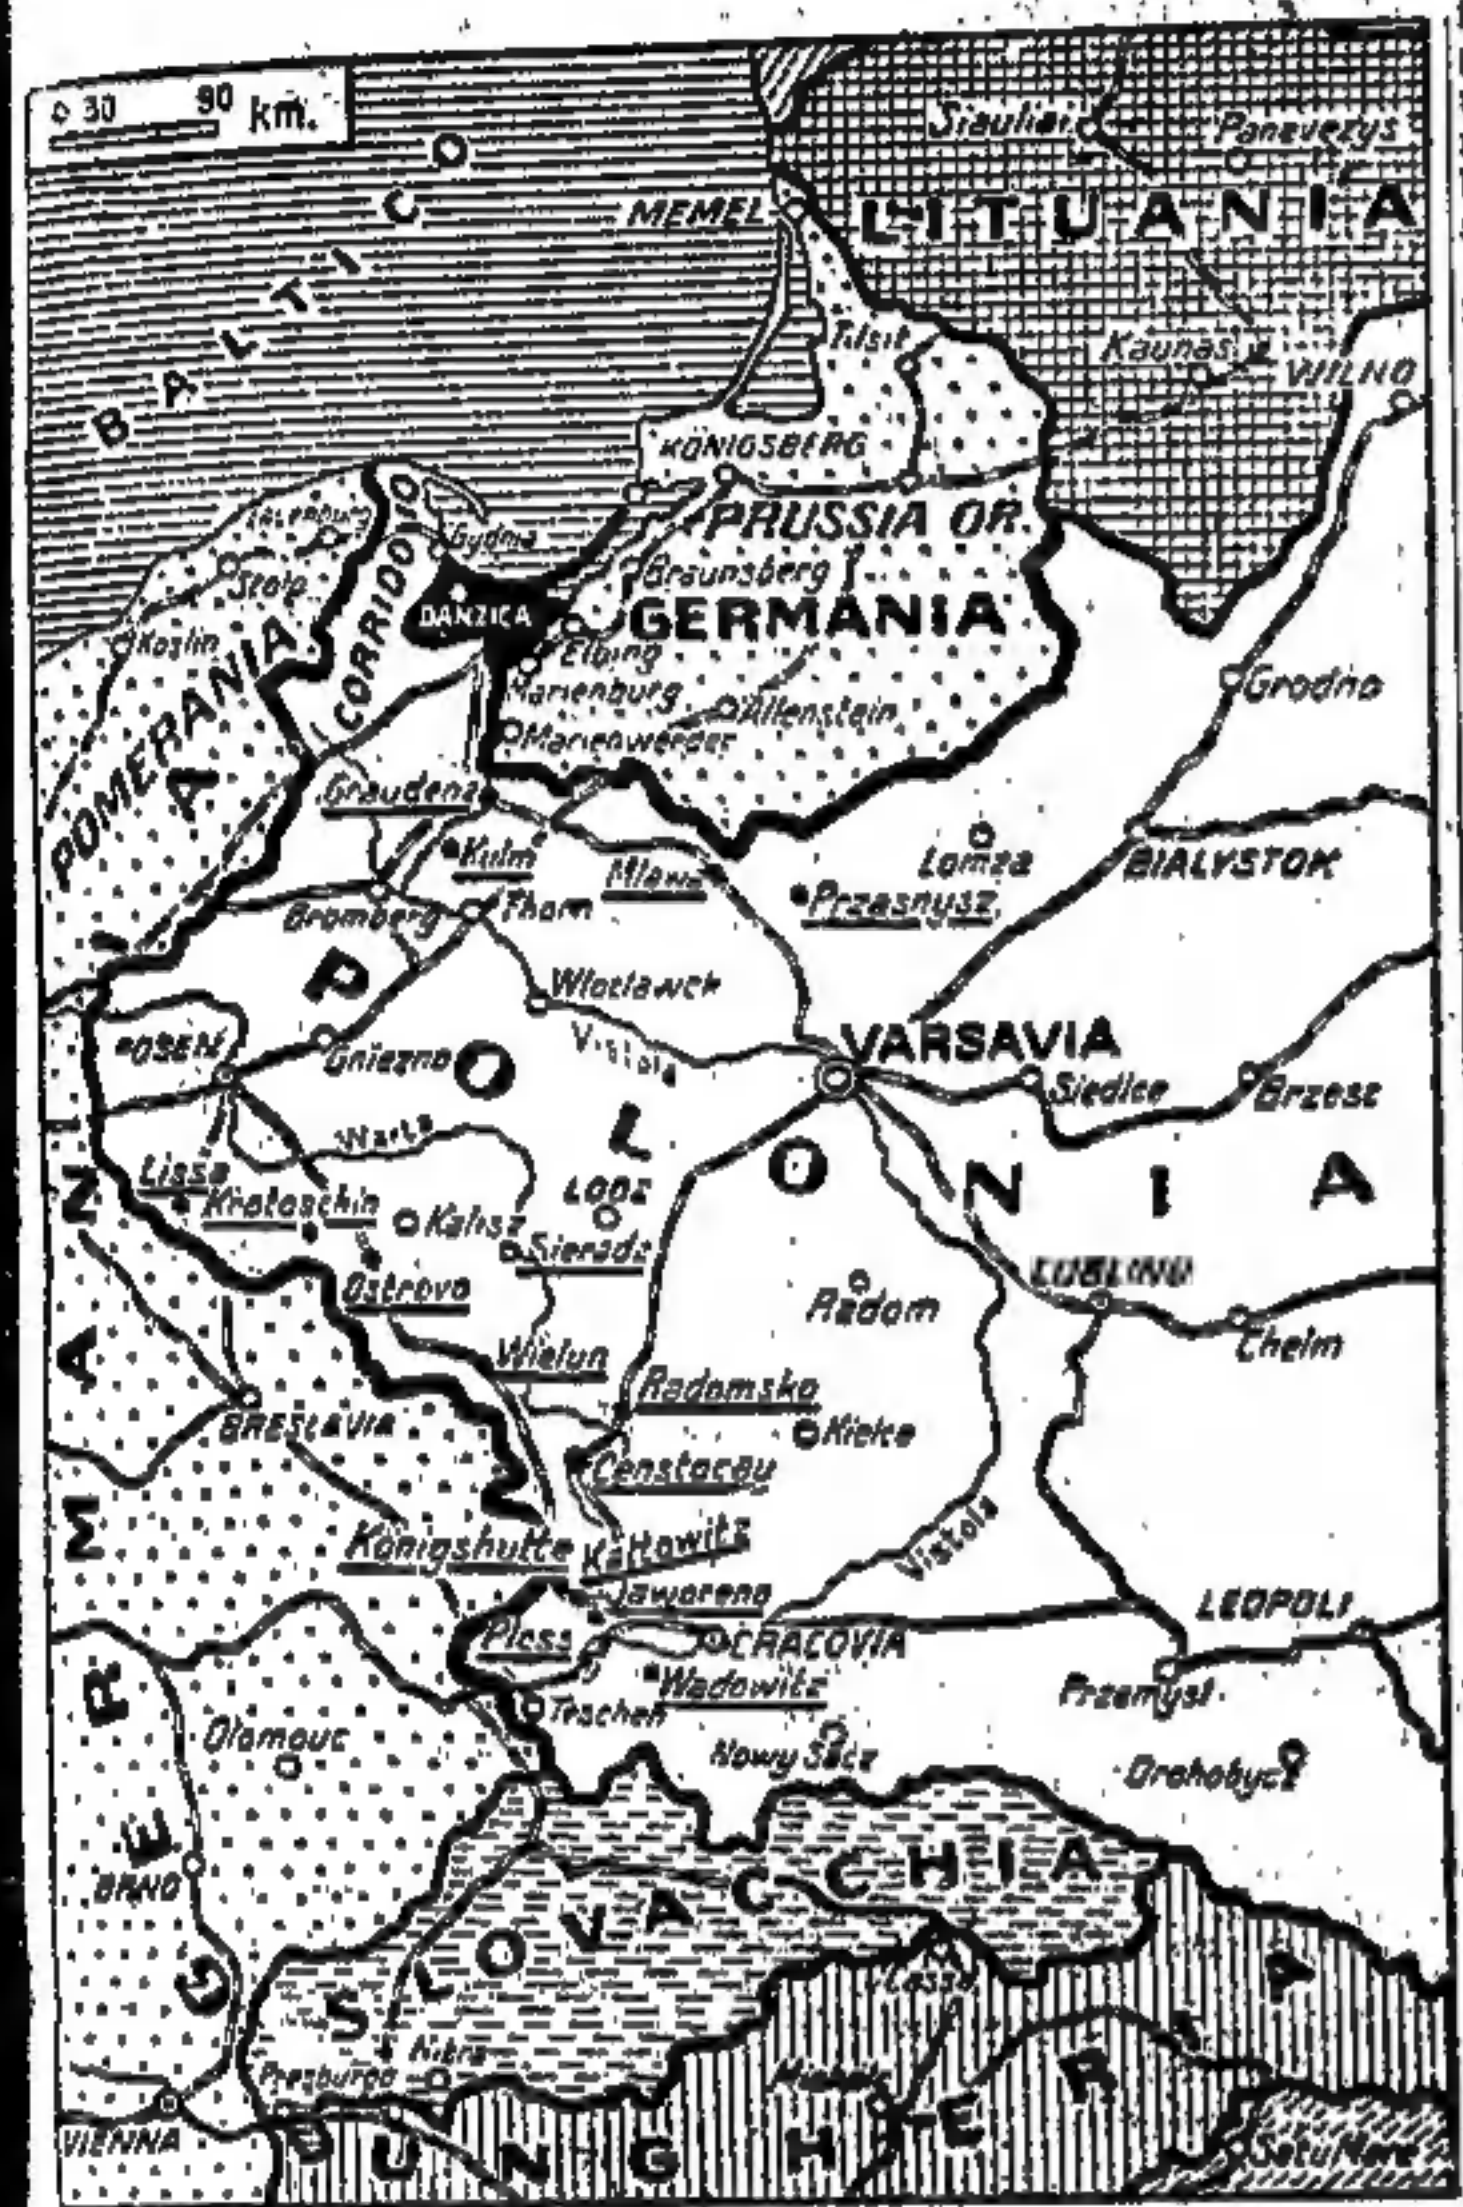 0 30 90 km.
BALTICO
Siauliai
Panevezys
MEMEL
LITUANIA
Tilsit
Kaunas
WILNO
KÖNIGSBERG
PRUSSIA OR.
Gydnia
Stolp
CORRIDOIO
Braunsberg
DANZICA
GERMANIA
Koslin
Elbing
Marienburg
Allenstein
Marienwerder
Grodno
POMERANIA
Graudenz
Kulm
Mlawa
Lomza
BIALYSTOK
Przasnysz
Bromberg
Thorn
Wloclawek
Vistola
POSEN
Gniezno
VARSAVIA
Siedlce
Brzesc
Warta
POLONIA
Lissa
Krotoschin
Kalisz
LODZ
Sieradz
Ostrovo
LUBLINO
Radom
Chelm
Wielun
Radomsko
BRESLAVIA
Kielce
Censtocau
Königshutte
Kattowitz
Vistola
Jaworeno
LEOPOLI
Pless
CRACOVIA
Wadowitz
Przemysl
Teschen
Olomouc
Nowy Sacz
Drohobycz
BRNO
SLOVACCHIA
GERMANIA
Nitra
Presburgo
VIENNA
UNGHERIA
Satu Mare